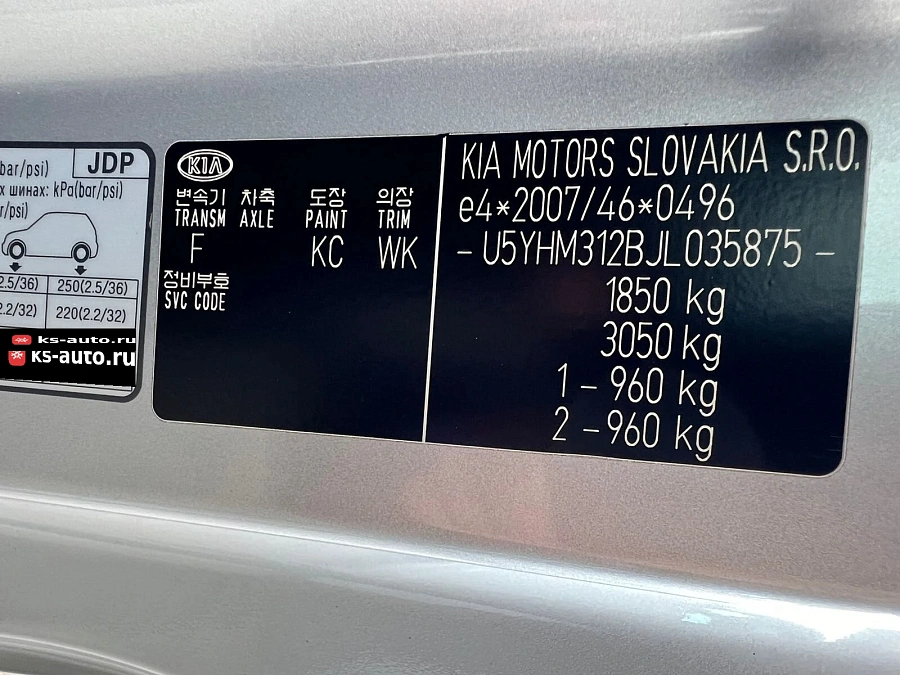 bar/psi) JDP
х шинах: кРа(bar/psi)
r/psi)
2.5/36) 250(2.5/36)
2.2/32) 220(2.2/32)
ks-auto.ru
ks-auto.ru
KIA
변속기 차축 도장 의장
TRANSM AXLE PAINT TRIM
F KC WK
정비부호
SVC CODE
KIA MOTORS SLOVAKIA S.R.O.
e4*2007/46*0496
- U5YHM312BJL035875 -
1850 kg
3050 kg
1 - 960 kg
2 - 960 kg